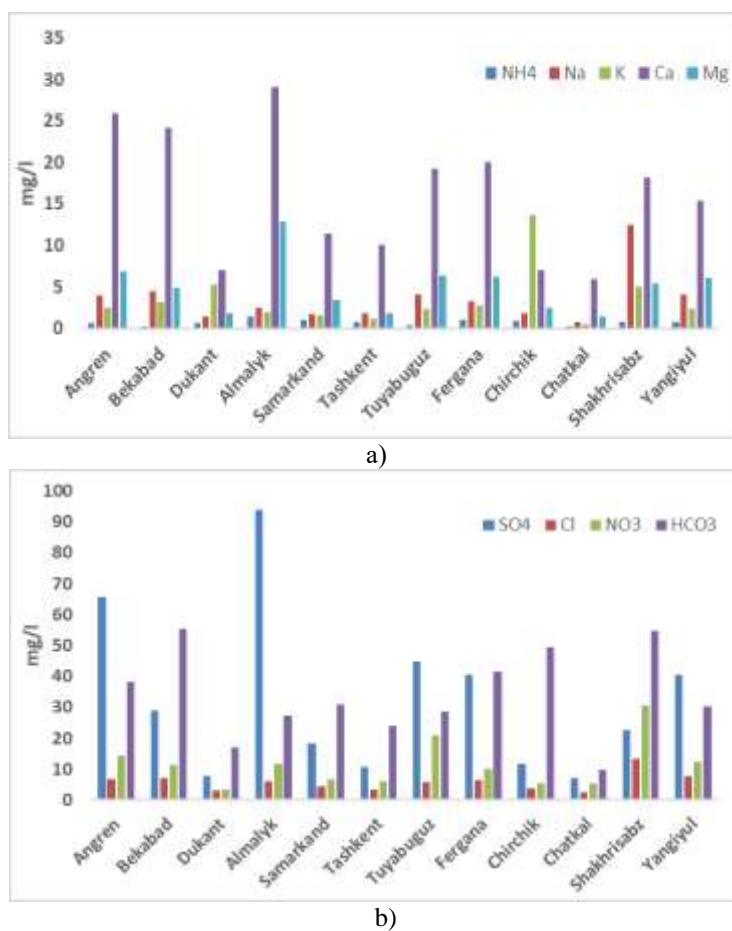 35
30
25
20
15
10
5
0
mg/l
NH4 Na K Ca Mg
Angren Bekabad Dukant Almalyk Samarkand Tashkent Tuyabuguz Fergana Chirchik Chatkal Shakhrisabz Yangiyul
a)
100
90
80
70
60
50
40
30
20
10
0
mg/l
SO4 Cl NO3 HCO3
Angren Bekabad Dukant Almalyk Samarkand Tashkent Tuyabuguz Fergana Chirchik Chatkal Shakhrisabz Yangiyul
b)